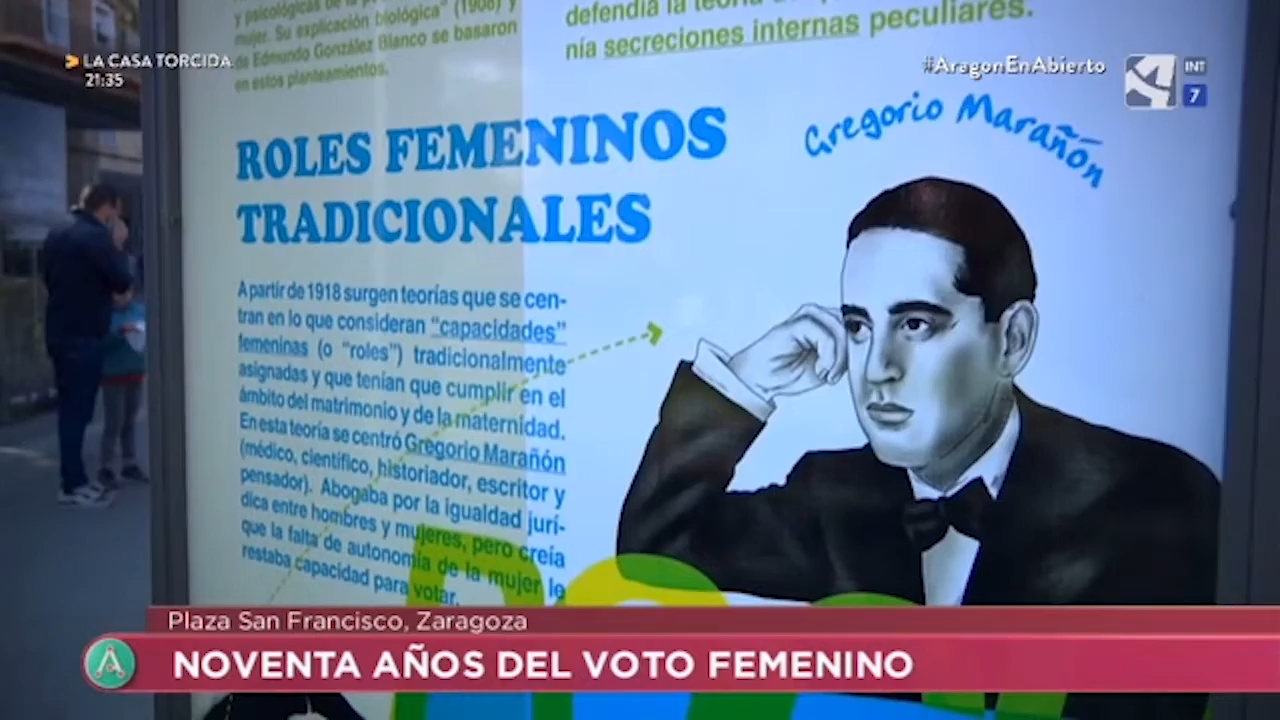 y psicológicas de la
biológica" (1908) y
mujer. Su explicación
de Edmundo González Blanco se basaron
en estos planteamientos.
defendía la teoría
nía secreciones internas peculiares.
LA CASA TORCIDA
21:35
#AragonEnAbierto
INT
7
Gregorio Marañón
ROLES FEMENINOS
TRADICIONALES
A partir de 1918 surgen teorías que se cen-
tran en lo que consideran "capacidades"
femeninas (o "roles") tradicionalmente
asignadas y que tenían que cumplir en el
ámbito del matrimonio y de la maternidad.
En esta teoría se centró Gregorio Marañón
(médico, científico, historiador, escritor y
pensador). Abogaba por la igualdad jurí-
dica entre hombres y mujeres, pero creía
que la falta de autonomía de la mujer le
restaba capacidad para votar.
Plaza San Francisco, Zaragoza
NOVENTA AÑOS DEL VOTO FEMENINO